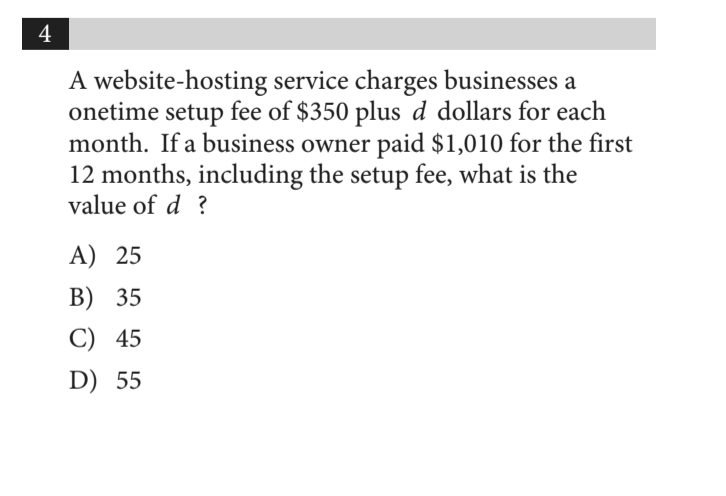 4
A website-hosting service charges businesses a
onetime setup fee of $350 plus d dollars for each
month. If a business owner paid $1,010 for the first
12 months, including the setup fee, what is the
value of d ?
A) 25
B) 35
C) 45
D) 55